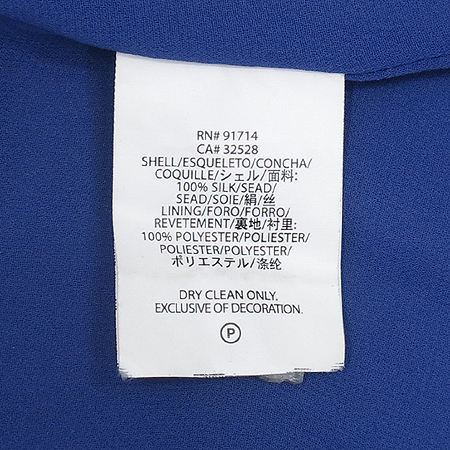 RN# 91714
CA# 32528
SHELL/ESQUELETO/CONCHA/
COQUILLE/シェル/面料:
100% SILK/SEAD/
SEAD/SOIE/絹/丝
LINING/FORO/FORRO/
REVETEMENT/裏地/衬里:
100% POLYESTER/POLIESTER/
POLIESTER/POLYESTER/
ポリエステル/涤纶
DRY CLEAN ONLY.
EXCLUSIVE OF DECORATION.
P